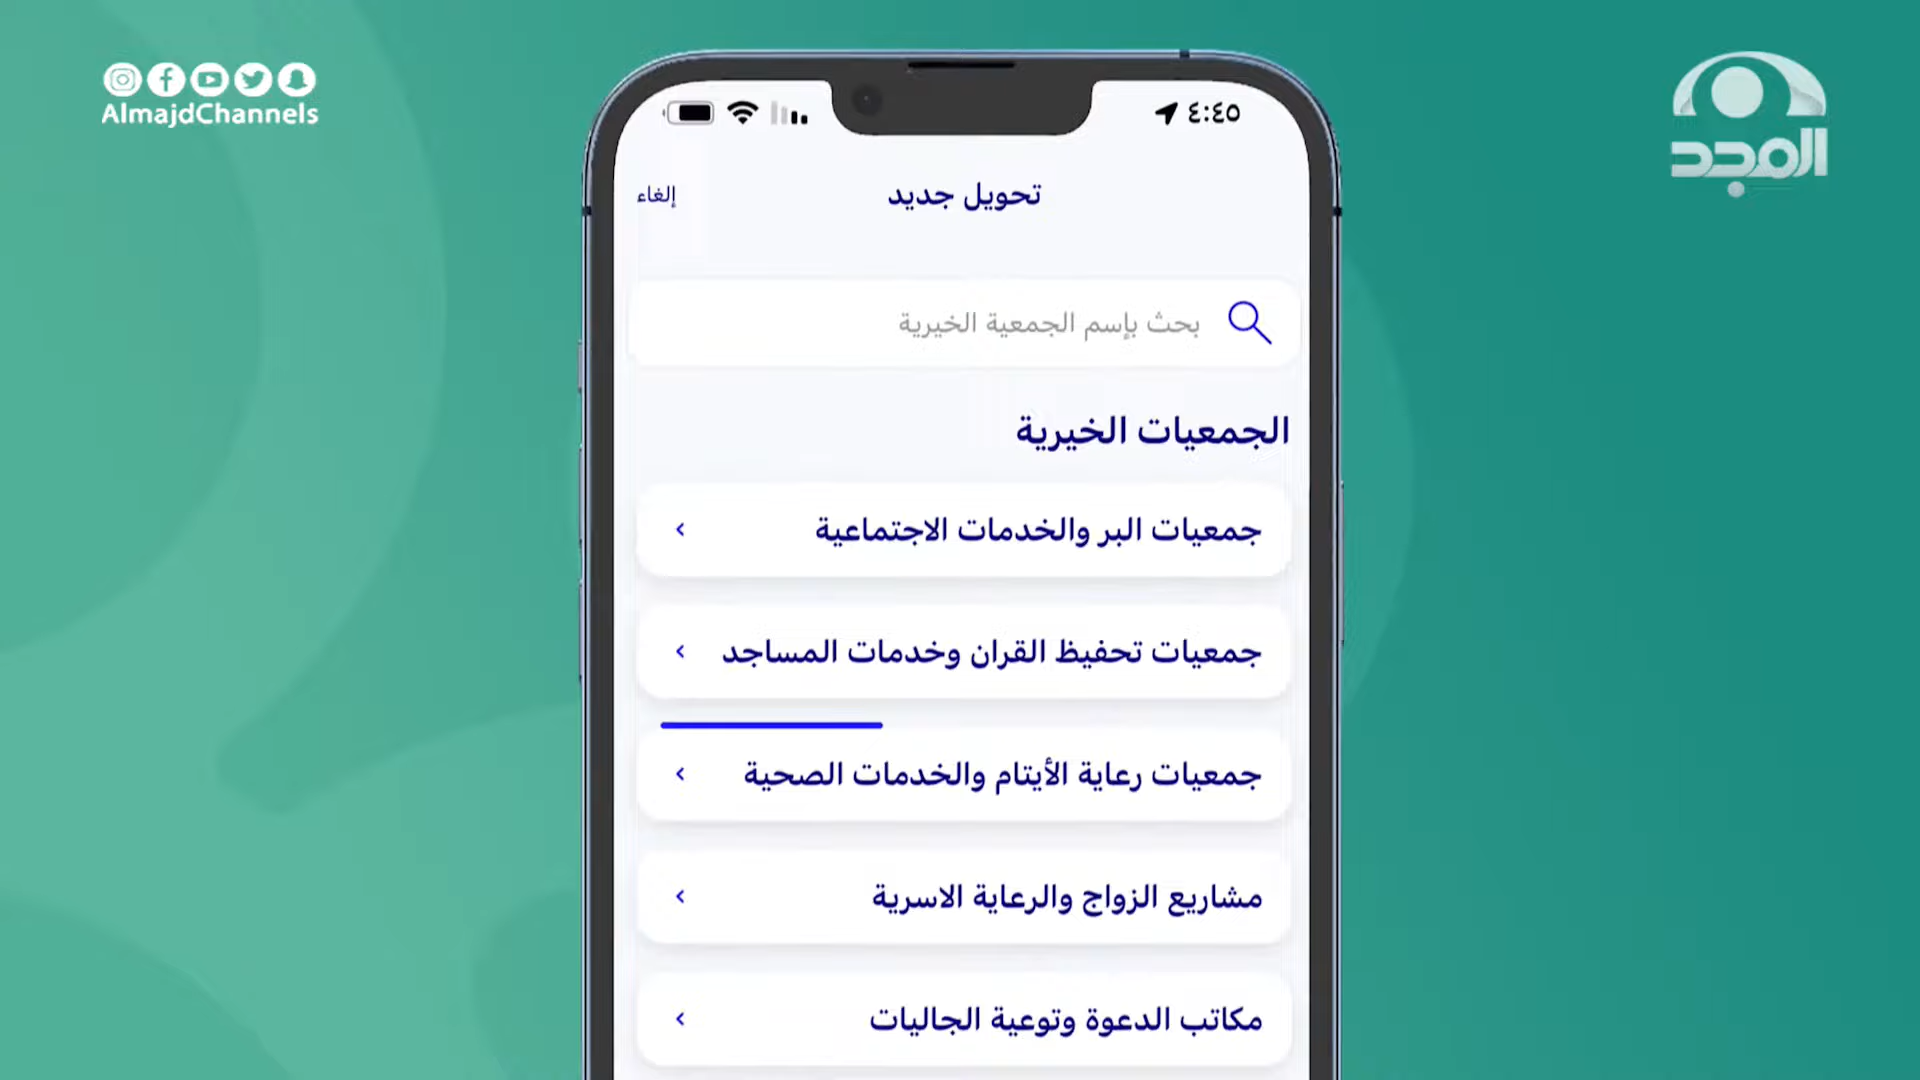 AlmajdChannels
المجد
٤:٤٥
تحويل جديد
إلغاء
بحث بإسم الجمعية الخيرية
الجمعيات الخيرية
جمعيات البر والخدمات الاجتماعية
جمعيات تحفيظ القران وخدمات المساجد
جمعيات رعاية الأيتام والخدمات الصحية
مشاريع الزواج والرعاية الاسرية
مكاتب الدعوة وتوعية الجاليات